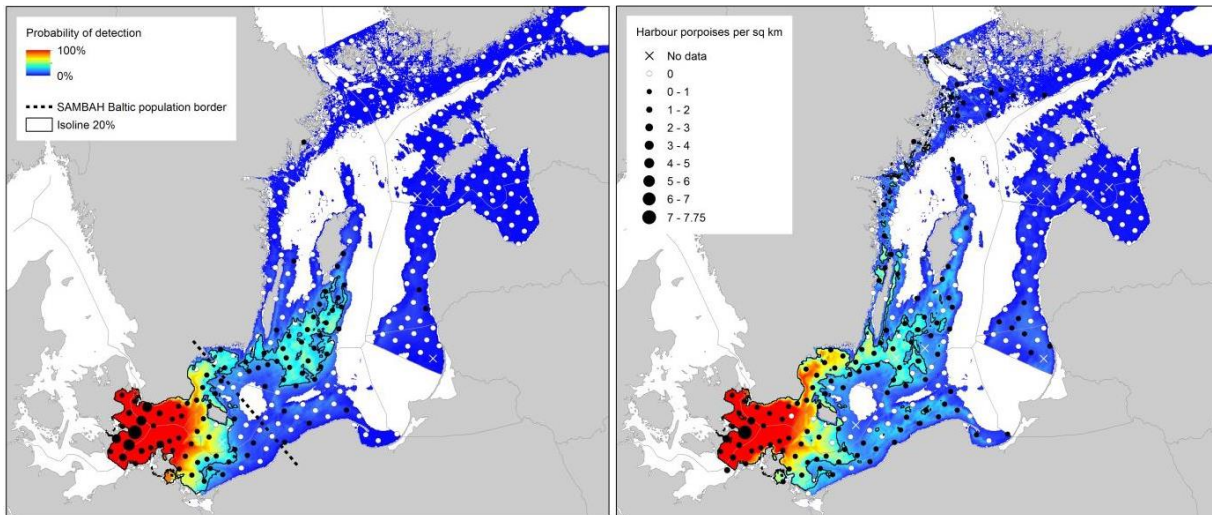 Probability of detection
100%
0%
SAMBAH Baltic population border
Isoline 20%
Harbour porpoises per sq km
No data
0
0 - 1
1 - 2
2 - 3
3 - 4
4 - 5
5 - 6
6 - 7
7 - 7.75